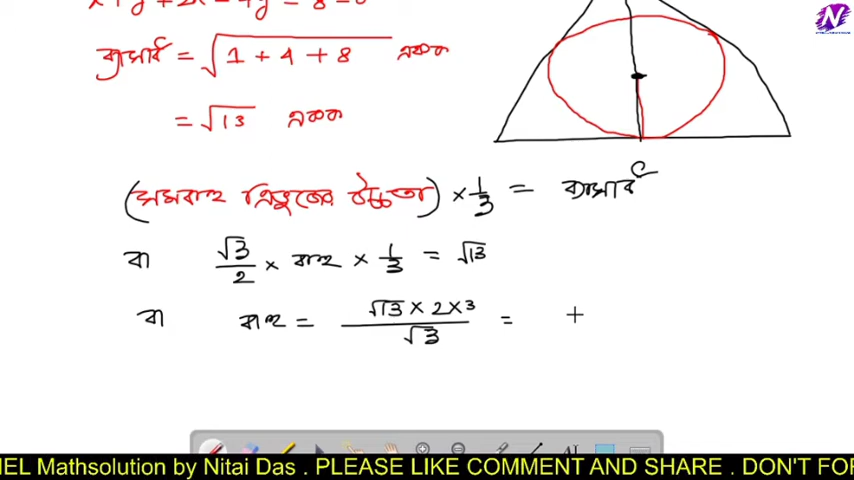 ব্যাসার্ধ = √1 + 4 + 8 একক
= √13 একক
(সমবাহু ত্রিভুজের উচ্চতা) × 1/3 = ব্যাসার্ধ
বা √3/2 × বাহু × 1/3 = √13
বা বাহু = √13 × 2 × 3/√3 =
NEL Mathsolution by Nitai Das . PLEASE LIKE COMMENT AND SHARE . DON'T FOR